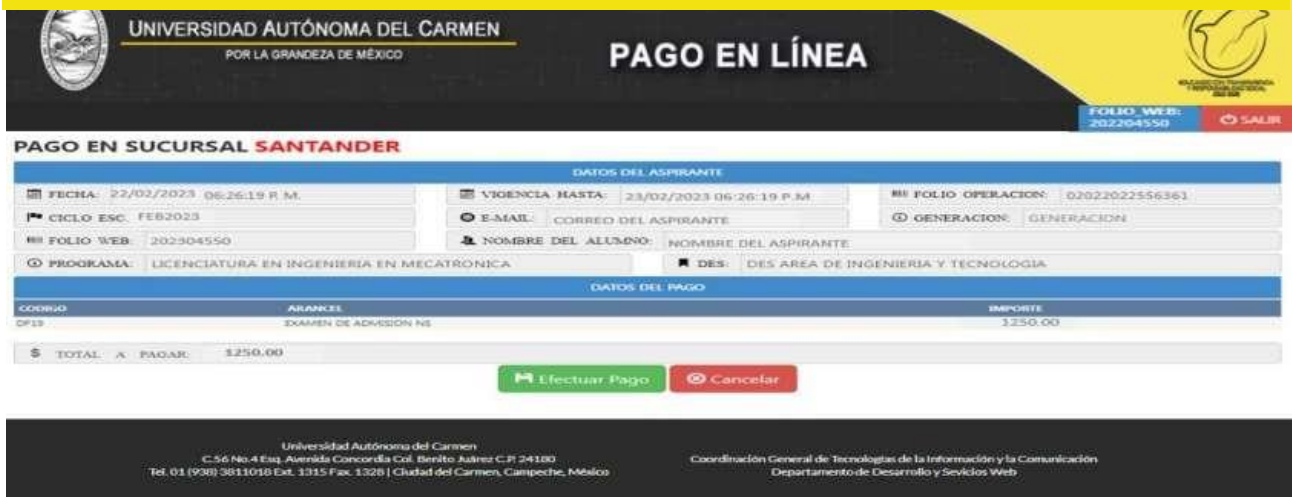 UNIVERSIDAD AUTÓNOMA DEL CARMEN
POR LA GRANDEZA DE MÉXICO
PAGO EN LÍNEA
FOLIO_WEB:
202204550
SALIR
PAGO EN SUCURSAL SANTANDER
DATOS DEL ASPIRANTE
FECHA: 22/02/2023 06:26:19 P. M. VIGENCIA HASTA: 23/02/2023 06:26:19 P. M FOLIO OPERACION: 02022022556361
CICLO ESC. FEB2023 E-MAIL: CORREO DEL ASPIRANTE GENERACION: GENERACION
FOLIO WEB: 202304550 NOMBRE DEL ALUMNO: NOMBRE DEL ASPIRANTE
PROGRAMA: LICENCIATURA EN INGENIERIA EN MECATRONICA DES: DES AREA DE INGENIERIA Y TECNOLOGIA
DATOS DEL PAGO
CODIGO ARANCEL IMPORTE
DF19 EXAMEN DE ADMISION NS 1250.00
$ TOTAL A PAGAR: 1250.00
Efectuar Pago Cancelar
Universidad Autónoma del Carmen
C.56 No.4 Esq. Avenida Concordia Col. Benito Juárez C.P. 24180
Tel. 01 (938) 3811018 Ext. 1315 Fax. 1328 | Ciudad del Carmen, Campeche, México
Coordinación General de Tecnologías de la Información y la Comunicación
Departamento de Desarrollo y Sevicios Web